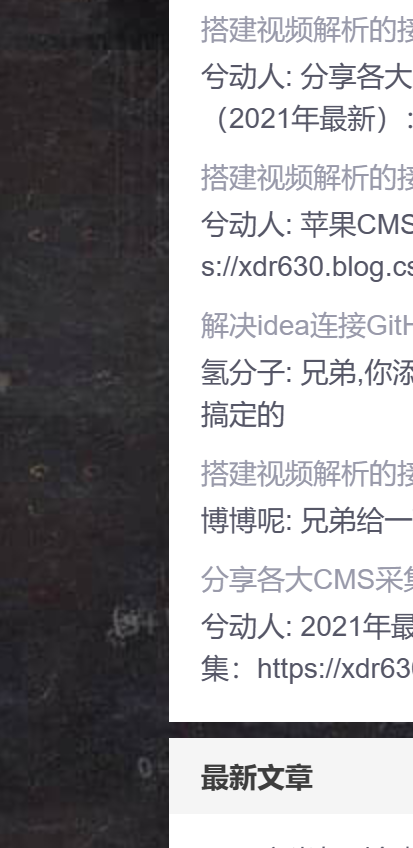 搭建视频解析的接
兮动人: 分享各大
（2021年最新）:
搭建视频解析的接
兮动人: 苹果CMS
s://xdr630.blog.cs
解决idea连接GitH
氢分子: 兄弟,你添
搞定的
搭建视频解析的接
博博呢: 兄弟给一
分享各大CMS采集
兮动人: 2021年最
集：https://xdr630
最新文章